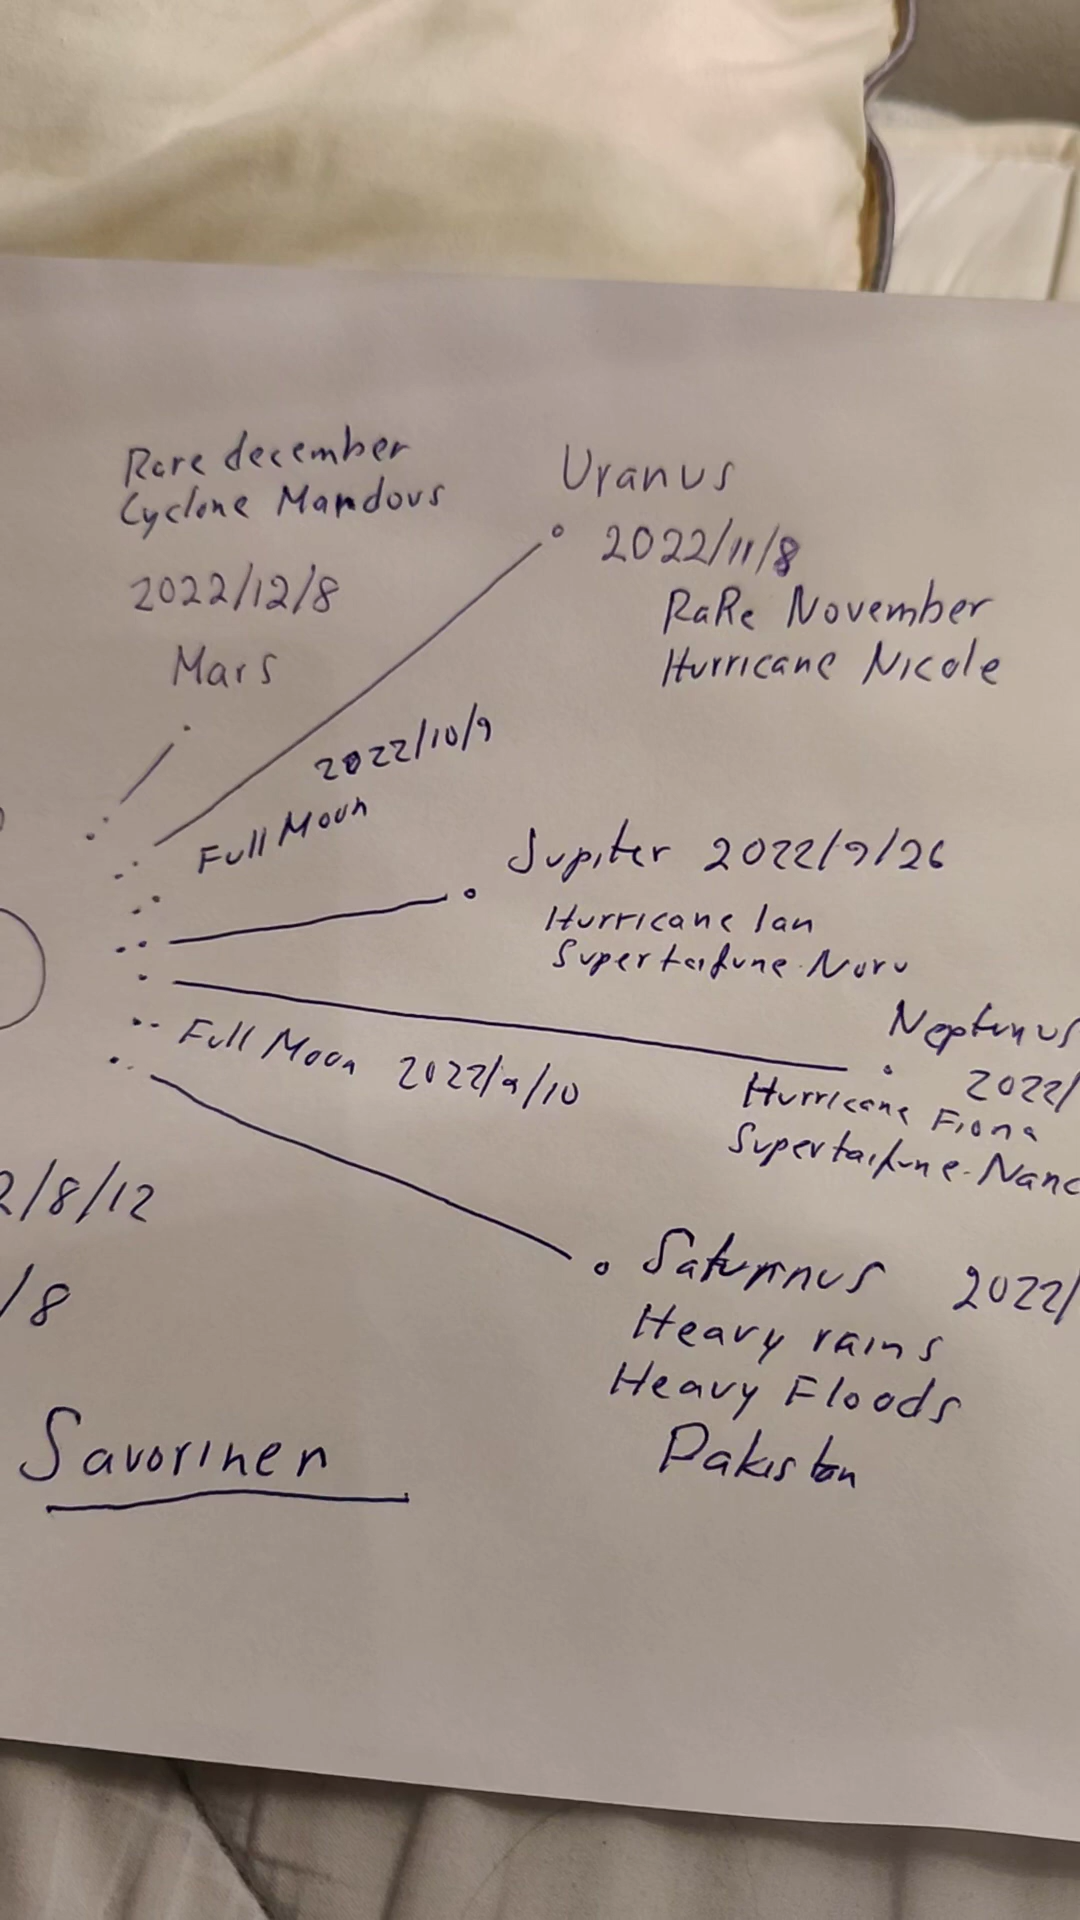 Rare december
Cyclone Mandous
2022/12/8
Mars
Uranus
2022/11/8
RaRe November
Hurricane Nicole
2022/10/9
Full Moon
Jupiter 2022/9/26
Hurricane Ian
Supertaifune Noru
Neptunus
2022/
Hurricane Fiona
Supertaifune Nanc
Full Moon 2022/9/10
2/8/12
/8
Saturnnus 2022/
Heavy rains
Heavy Floods
Pakistan
Savorinen